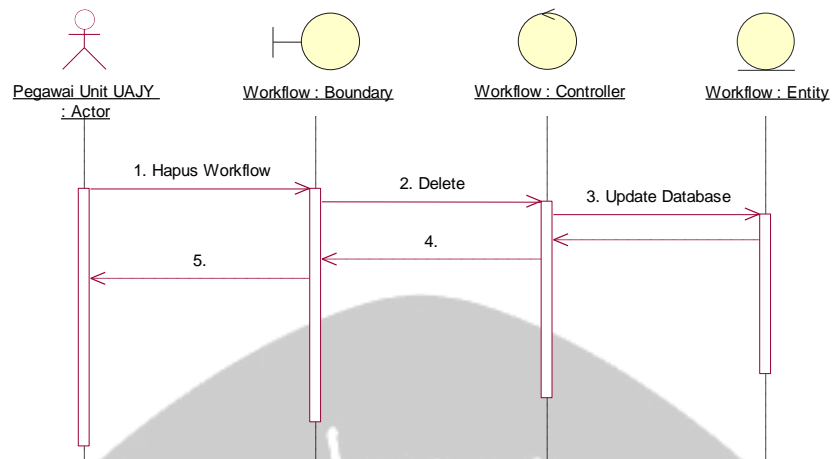 Pegawai Unit UAJY
: Actor
Workflow : Boundary
Workflow : Controller
Workflow : Entity
1. Hapus Workflow
2. Delete
3. Update Database
4.
5.